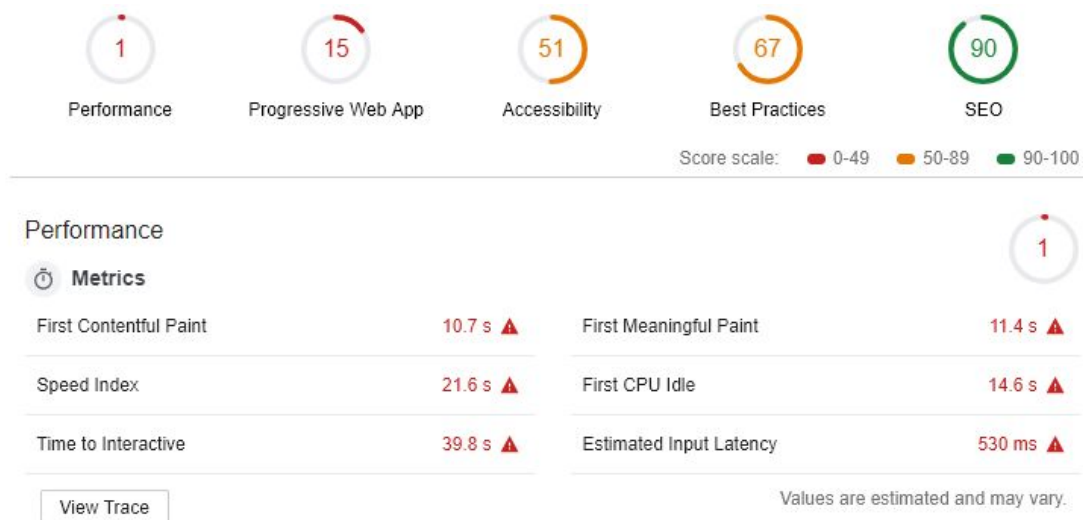 1 15 51 67 90
Performance Progressive Web App Accessibility Best Practices SEO
Score scale: 0-49 50-89 90-100
Performance 1
Metrics
First Contentful Paint 10.7 s First Meaningful Paint 11.4 s
Speed Index 21.6 s First CPU Idle 14.6 s
Time to Interactive 39.8 s Estimated Input Latency 530 ms
View Trace Values are estimated and may vary.